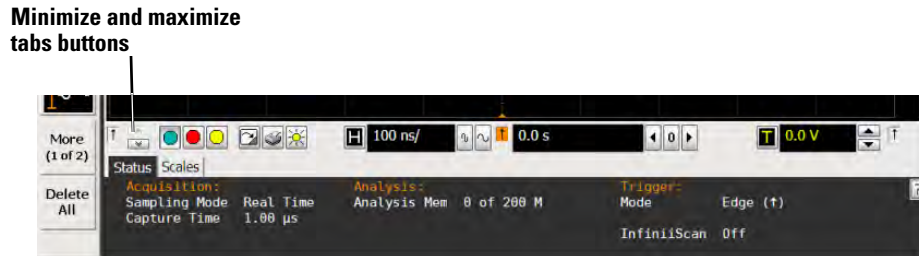 Minimize and maximize
tabs buttons
More
(1 of 2)
Delete
All
H 100 ns/ 0.0 s 0 T 0.0 V
Status Scales
Acquisition: Analysis: Trigger:
Sampling Mode Real Time Analysis Mem 0 of 200 M Mode Edge (↑)
Capture Time 1.00 µs
InfiniiScan Off
?